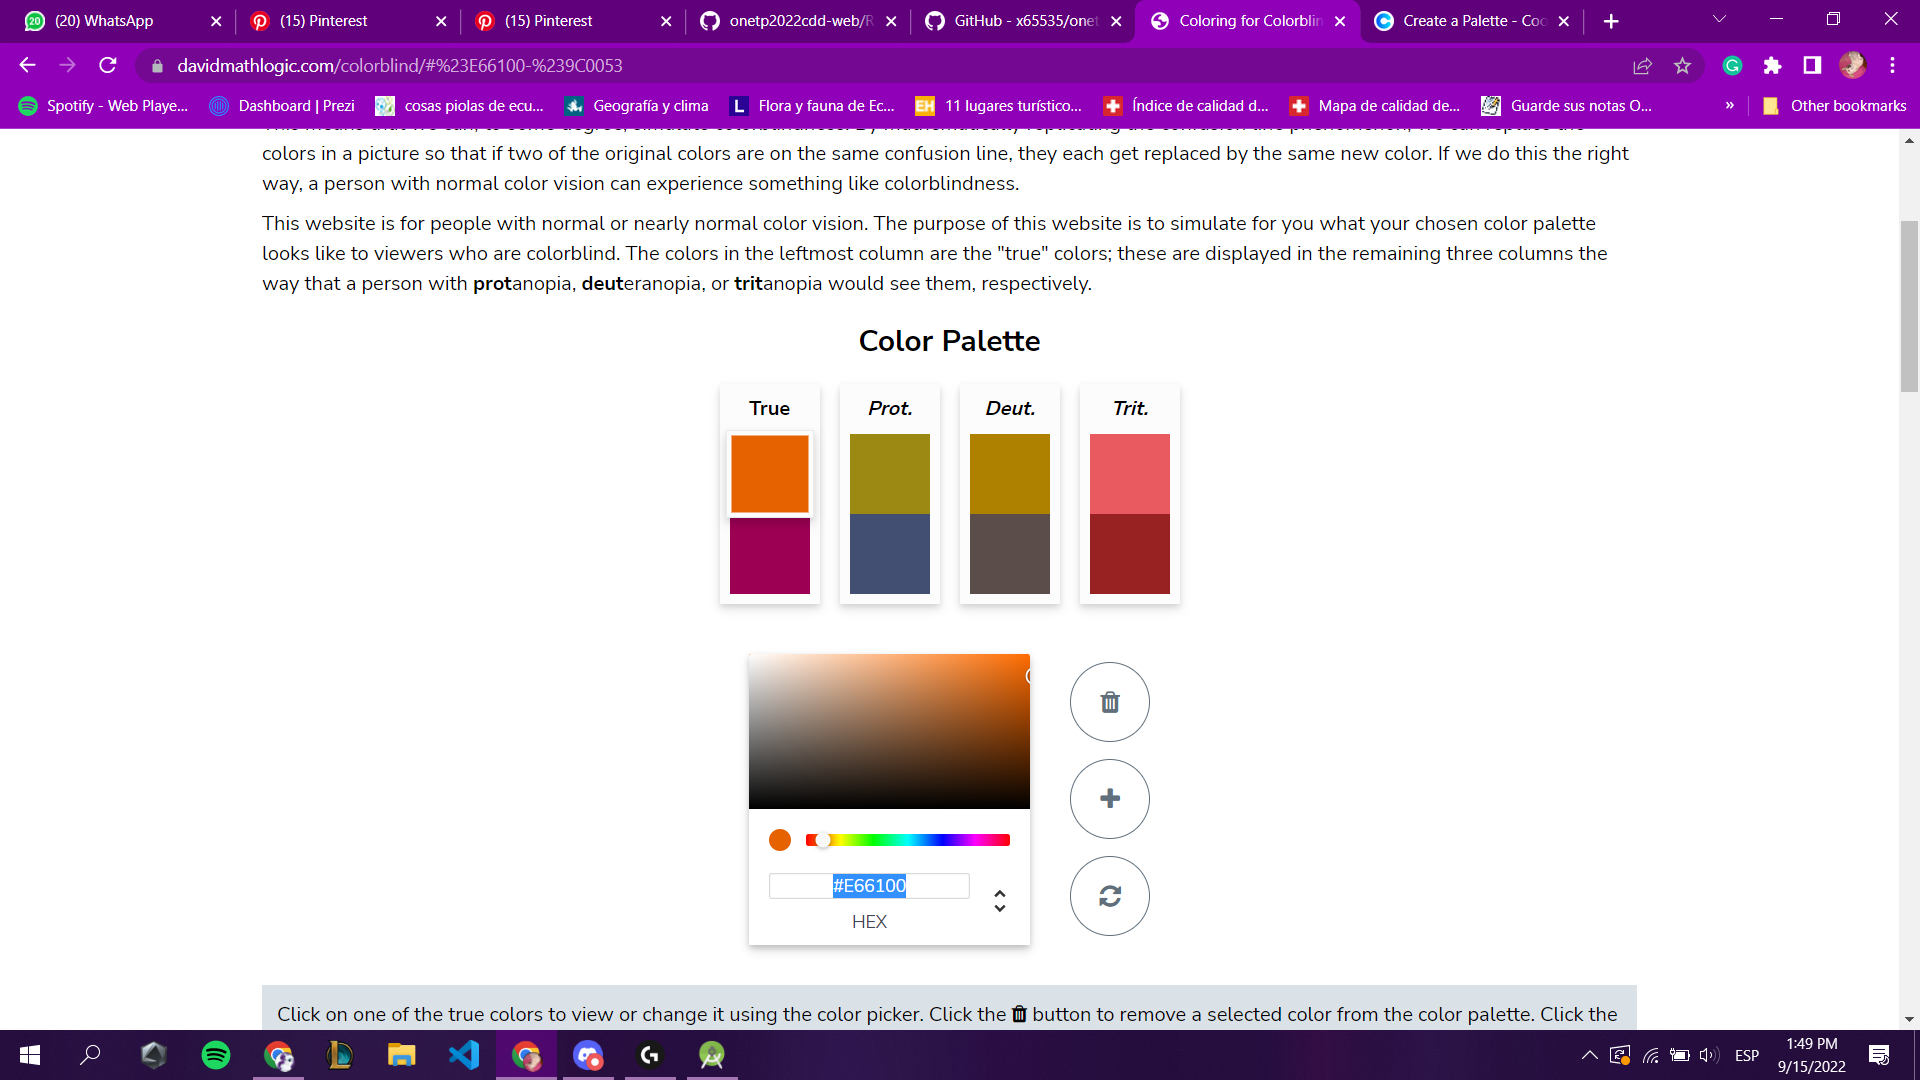 (20) WhatsApp
(15) Pinterest
(15) Pinterest
onetp2022cdd-web/R
GitHub - x65535/onet
Coloring for Colorblin
Create a Palette - Coo
davidmathlogic.com/colorblind/#%23E66100-%239C0053
Spotify - Web Playe...
Dashboard | Prezi
cosas piolas de ecu...
Geografía y clima
Flora y fauna de Ec...
11 lugares turístico...
Índice de calidad d...
Mapa de calidad de...
Guarde sus notas O...
»
Other bookmarks
colors in a picture so that if two of the original colors are on the same confusion line, they each get replaced by the same new color. If we do this the right
way, a person with normal color vision can experience something like colorblindness.
This website is for people with normal or nearly normal color vision. The purpose of this website is to simulate for you what your chosen color palette
looks like to viewers who are colorblind. The colors in the leftmost column are the "true" colors; these are displayed in the remaining three columns the
way that a person with protanopia, deuteranopia, or tritanopia would see them, respectively.
Color Palette
True
Prot.
Deut.
Trit.
#E66100
HEX
Click on one of the true colors to view or change it using the color picker. Click the button to remove a selected color from the color palette. Click the
ESP
1:49 PM
9/15/2022